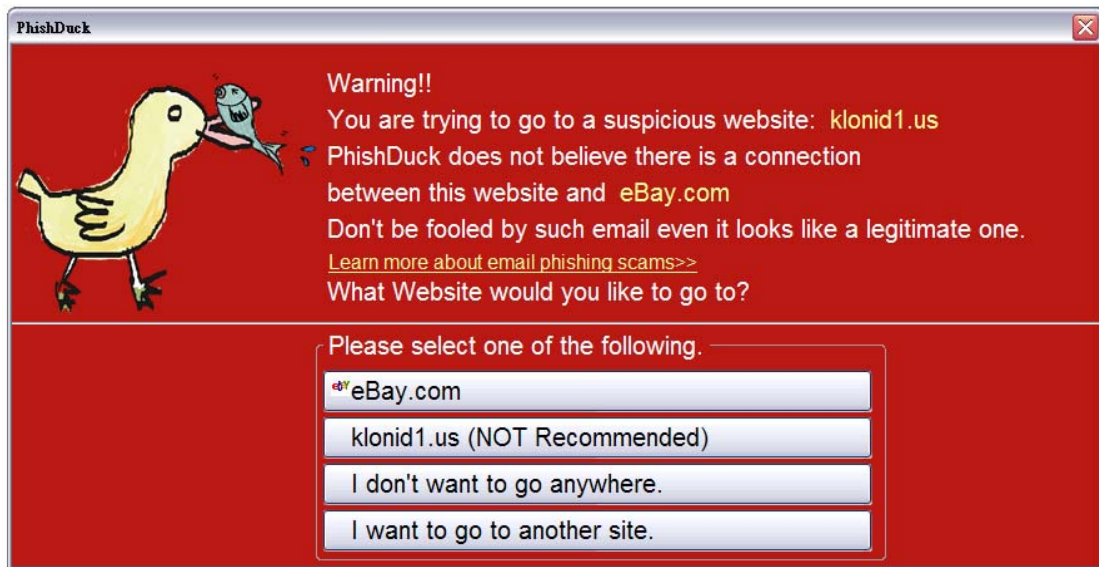 PhishDuck
Warning!!
You are trying to go to a suspicious website: klonid1.us
PhishDuck does not believe there is a connection
between this website and eBay.com
Don't be fooled by such email even it looks like a legitimate one.
Learn more about email phishing scams>>
What Website would you like to go to?
Please select one of the following.
ebY eBay.com
klonid1.us (NOT Recommended)
I don't want to go anywhere.
I want to go to another site.